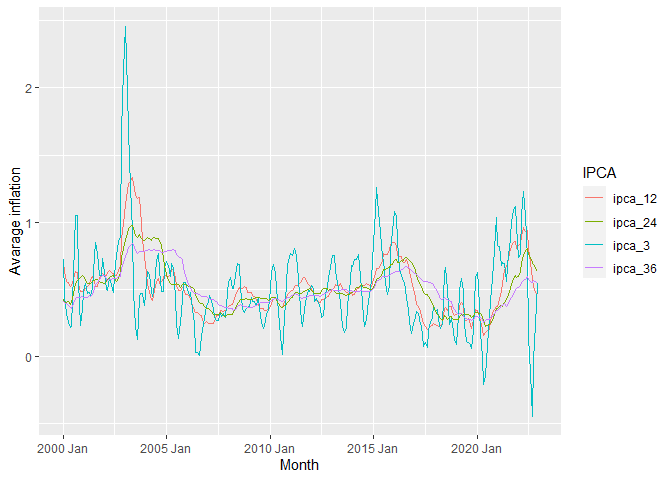 Avarage inflation
2
1
0
2000 Jan
2005 Jan
2010 Jan
2015 Jan
2020 Jan
Month
IPCA
ipca_12
ipca_24
ipca_3
ipca_36